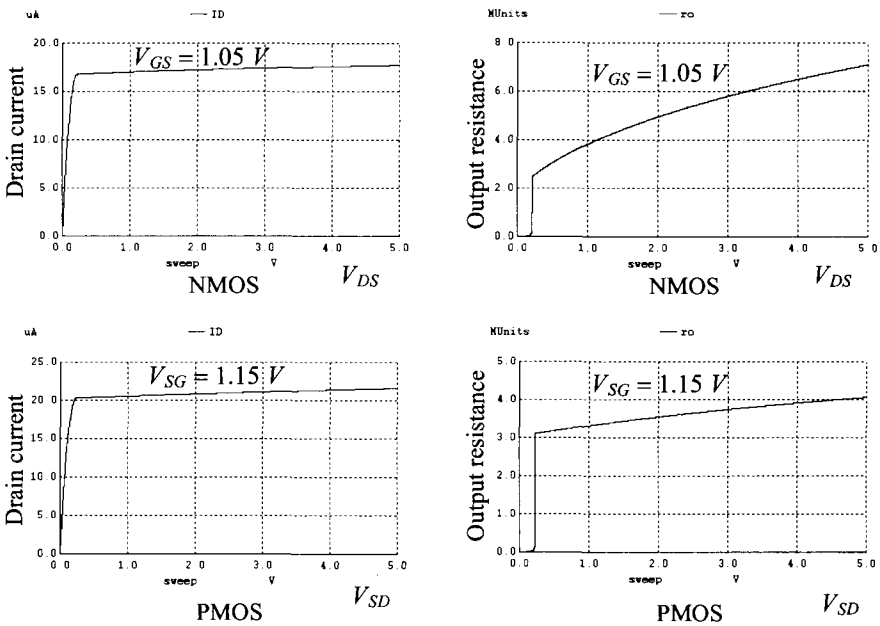 uA — ID
20.0
15.0
10.0
5.0
0.0
Drain current
V_GS = 1.05 V
0.0 1.0 2.0 3.0 4.0 5.0
sweep V
NMOS V_DS
MUnits — ro
8.0
6.0
4.0
2.0
0.0
Output resistance
V_GS = 1.05 V
0.0 1.0 2.0 3.0 4.0 5.0
sweep V
NMOS V_DS
uA — ID
25.0
20.0
15.0
10.0
5.0
0.0
Drain current
V_SG = 1.15 V
0.0 1.0 2.0 3.0 4.0 5.0
sweep V
PMOS V_SD
MUnits — ro
5.0
4.0
3.0
2.0
1.0
0.0
Output resistance
V_SG = 1.15 V
0.0 1.0 2.0 3.0 4.0 5.0
sweep V
PMOS V_SD